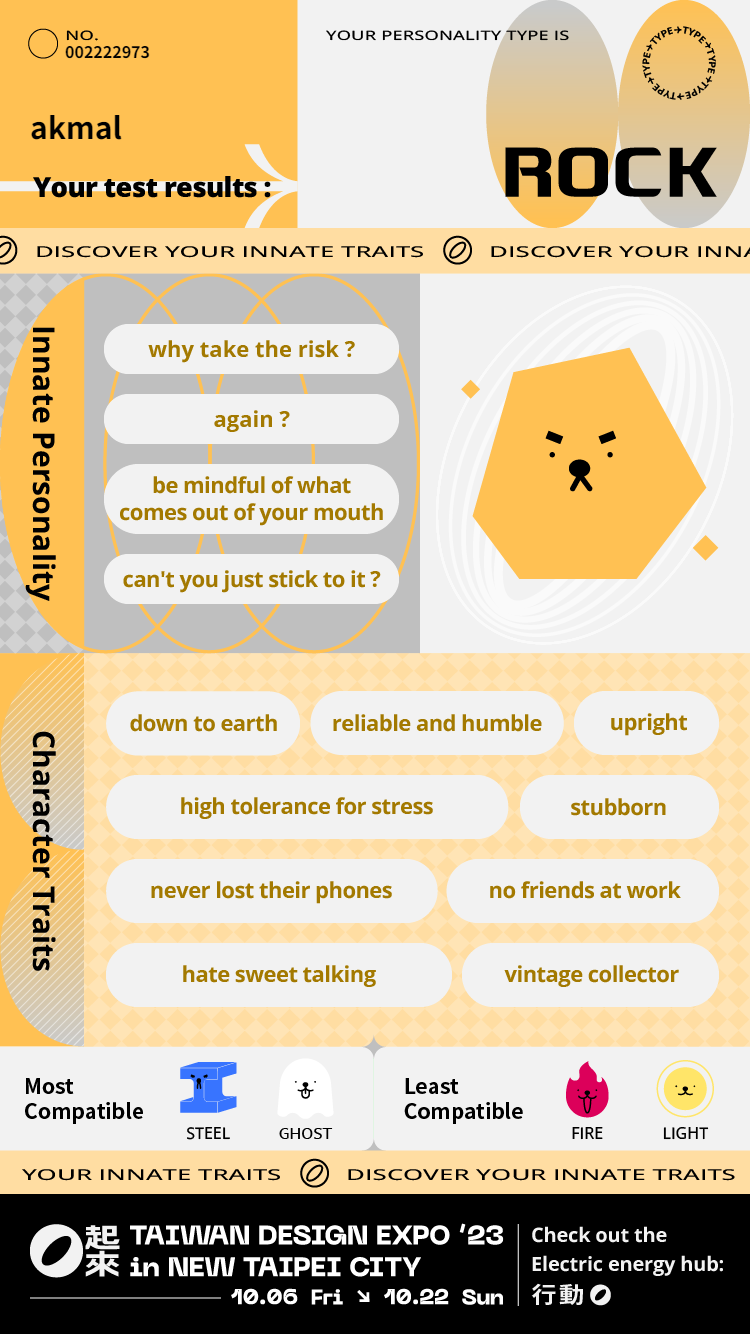 NO.
002222973
akmal
Your test results :
YOUR PERSONALITY TYPE IS
TYPE→TYPE→TYPE→TYPE→TYPE→TYPE→
ROCK
DISCOVER YOUR INNATE TRAITS DISCOVER YOUR INNA
Innate Personality
why take the risk ?
again ?
be mindful of what
comes out of your mouth
can't you just stick to it ?
Character Traits
down to earth
reliable and humble
upright
high tolerance for stress
stubborn
never lost their phones
no friends at work
hate sweet talking
vintage collector
Most
Compatible
STEEL
GHOST
Least
Compatible
FIRE
LIGHT
YOUR INNATE TRAITS DISCOVER YOUR INNATE TRAITS
起來
TAIWAN DESIGN EXPO '23
in NEW TAIPEI CITY
10.06 Fri ↘ 10.22 Sun
Check out the
Electric energy hub:
行動